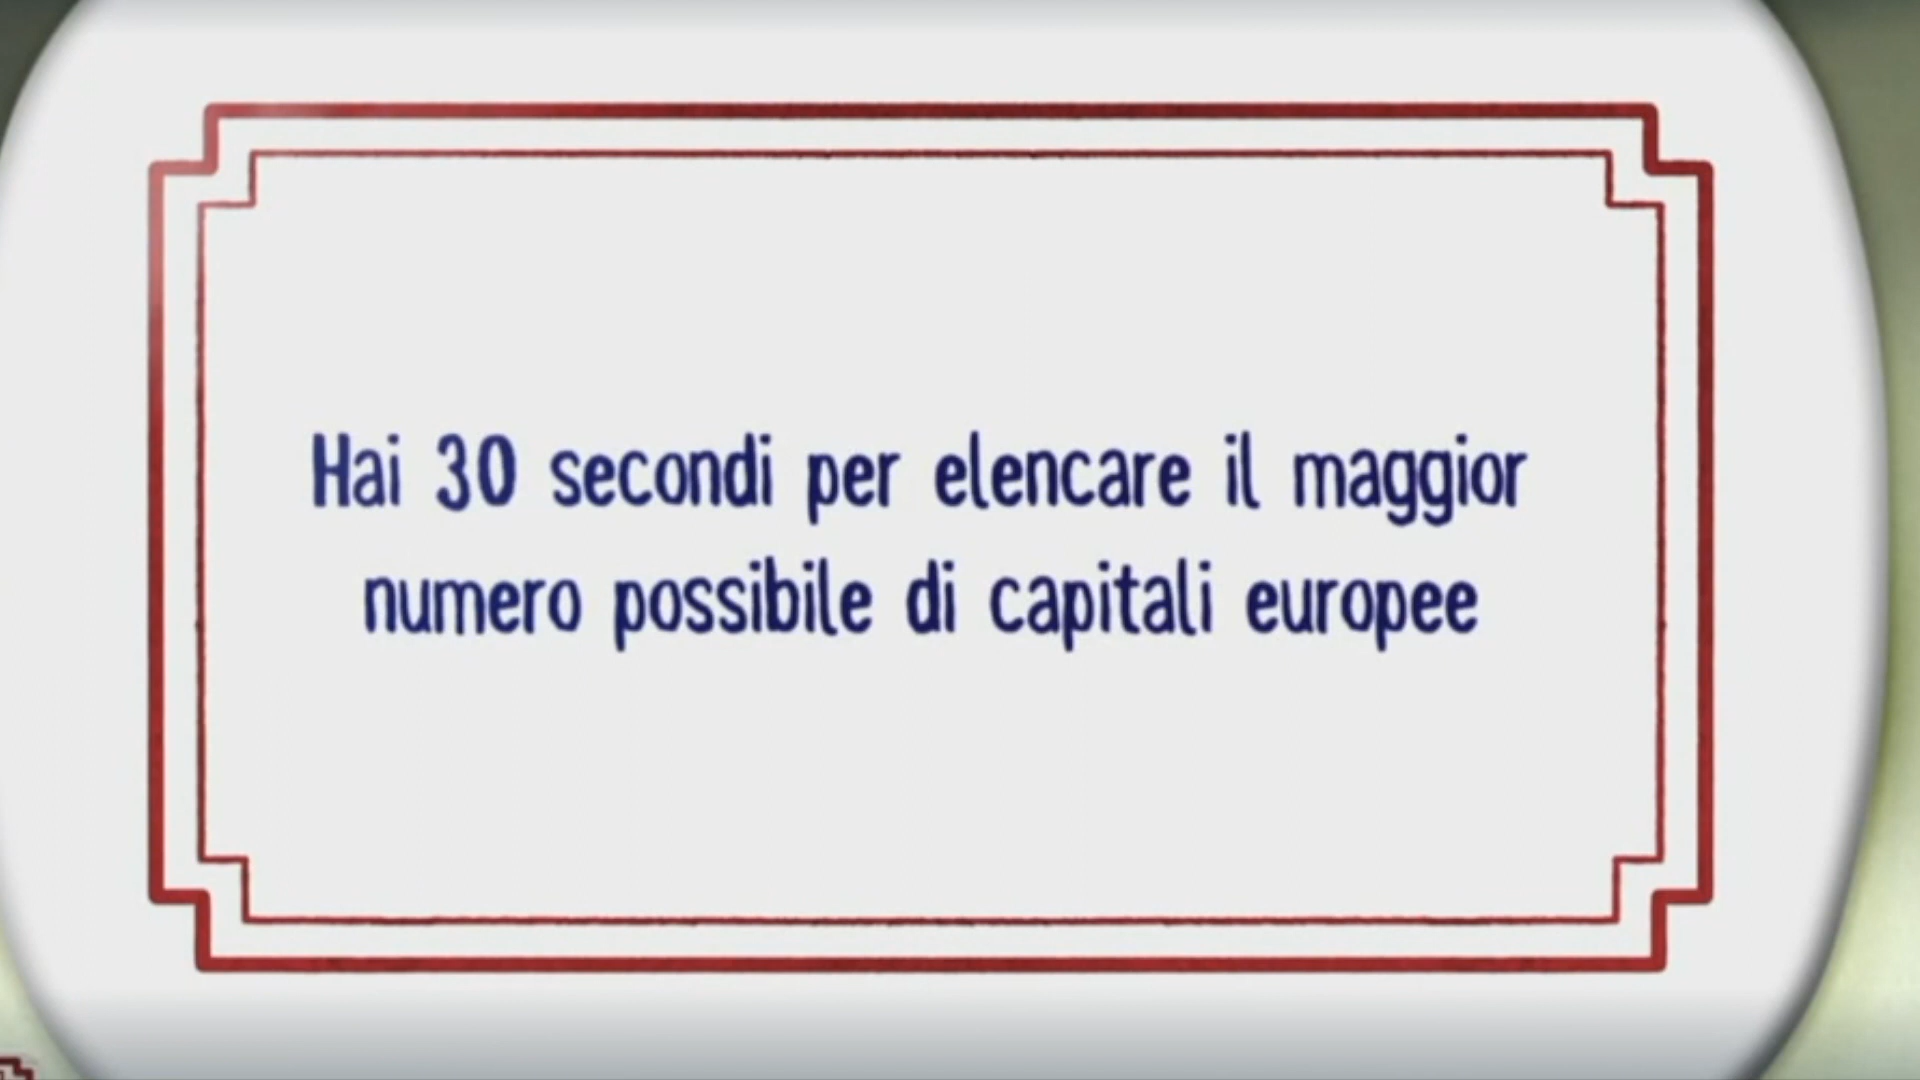 Hai 30 secondi per elencare il maggior
numero possibile di capitali europee